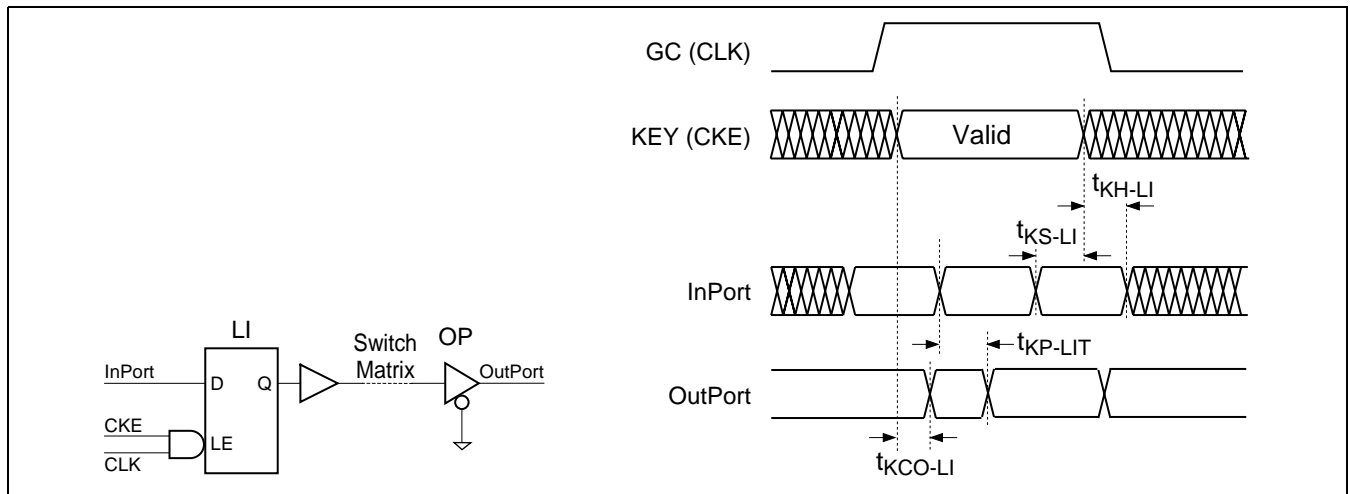 LI
InPort
D
Q
CKE
CLK
LE
Switch
Matrix
OP
OutPort
GC (CLK)
KEY (CKE)
Valid
tKH-LI
tKS-LI
InPort
tKP-LIT
OutPort
tKCO-LI